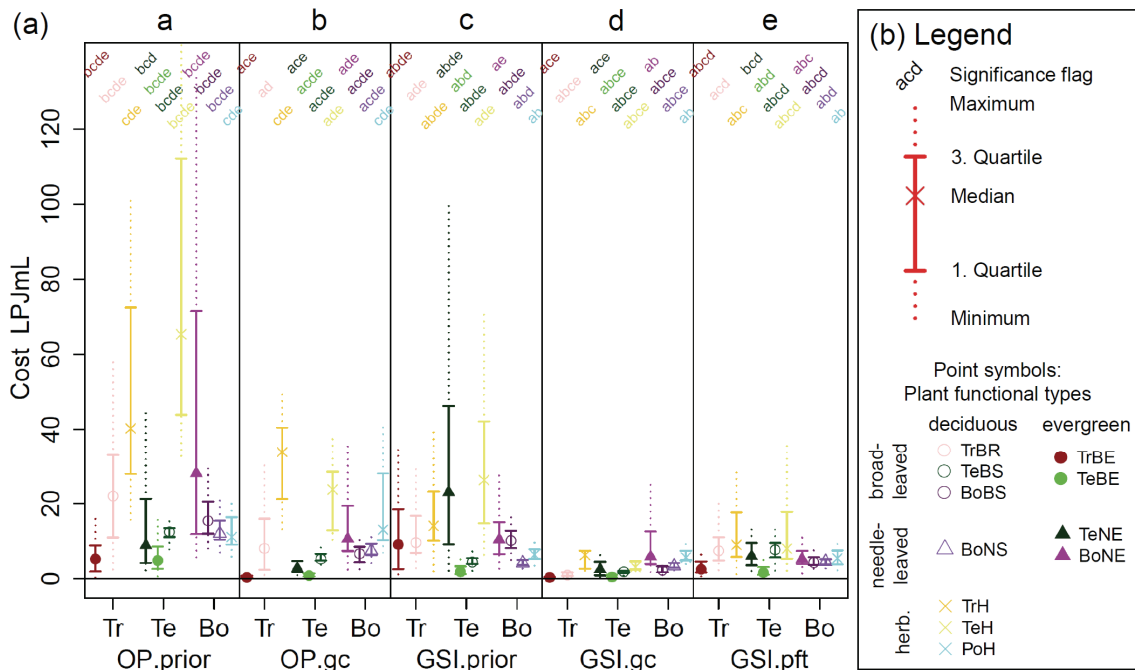 (a)
a b c d e
bcde bcde cde bcd bcde bcde bcde bcde bcde bcde cde
ace ad cde ace acde acde ade ade acde acde cde
abde ade abde abde abd abde ade ae abde abd ab
ace abce abc ace abce abce abce ab abce abce ab
abcd acd abc bcd abd abcd abcd abc abcd abd ab
Cost LPJmL
120
100
80
60
40
20
0
Tr Te Bo Tr Te Bo Tr Te Bo Tr Te Bo Tr Te Bo
OP.prior OP.gc GSI.prior GSI.gc GSI.pft
(b) Legend
acd
Significance flag
Maximum
3. Quartile
Median
1. Quartile
Minimum
Point symbols:
Plant functional types
deciduous evergreen
broad-
leaved
TrBR TrBE
TeBS TeBE
BoBS
needle-
leaved
TeNE
BoNS BoNE
herb.
TrH
TeH
PoH